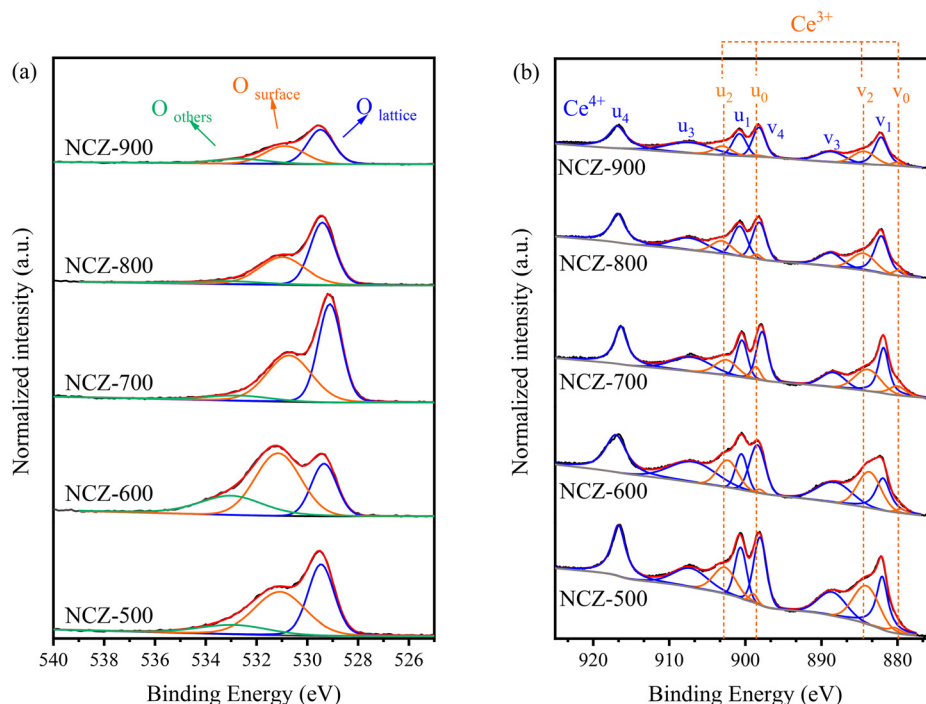 (a)
O others
O surface
O lattice
NCZ-900
NCZ-800
NCZ-700
NCZ-600
NCZ-500
Normalized intensity (a.u.)
540 538 536 534 532 530 528 526
Binding Energy (eV)
(b)
Ce3+
Ce4+ u4 u3 u2 u1 u0 v4 v3 v2 v1 v0
NCZ-900
NCZ-800
NCZ-700
NCZ-600
NCZ-500
Normalized intensity (a.u.)
920 910 900 890 880
Binding Energy (eV)